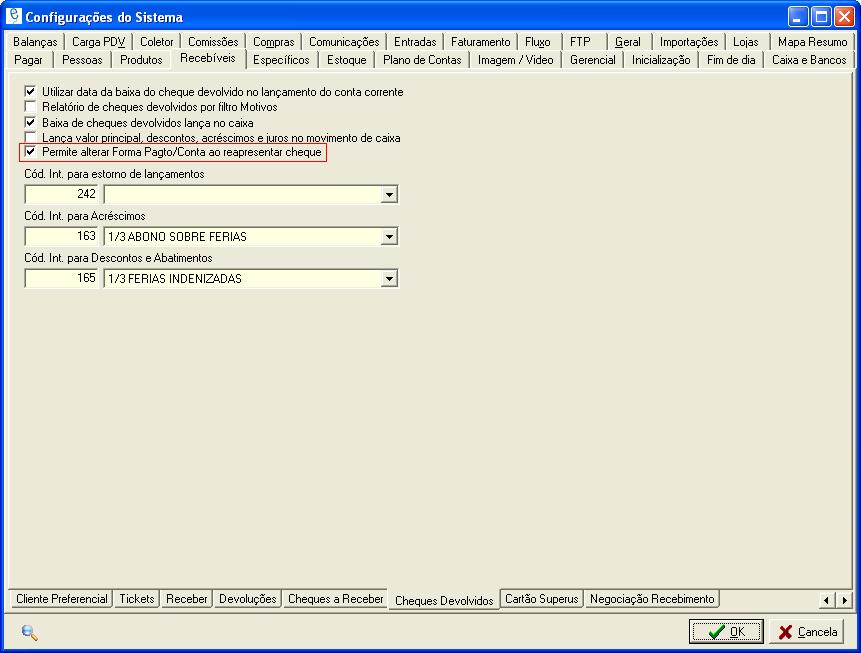 Configurações do Sistema
Balanças Carga PDV Coletor Comissões Compras Comunicações Entradas Faturamento Fluxo FTP Geral Importações Lojas Mapa Resumo
Pagar Pessoas Produtos Recebíveis Específicos Estoque Plano de Contas Imagem / Video Gerencial Inicialização Fim de dia Caixa e Bancos
Utilizar data da baixa do cheque devolvido no lançamento do conta corrente
Relatório de cheques devolvidos por filtro Motivos
Baixa de cheques devolvidos lança no caixa
Lança valor principal, descontos, acréscimos e juros no movimento de caixa
Permite alterar Forma Pagto/Conta ao reapresentar cheque
Cód. Int. para estorno de lançamentos
242
Cód. Int. para Acréscimos
163 1/3 ABONO SOBRE FERIAS
Cód. Int. para Descontos e Abatimentos
165 1/3 FERIAS INDENIZADAS
Cliente Preferencial Tickets Receber Devoluções Cheques a Receber Cheques Devolvidos Cartão Superus Negociação Recebimento
OK Cancela